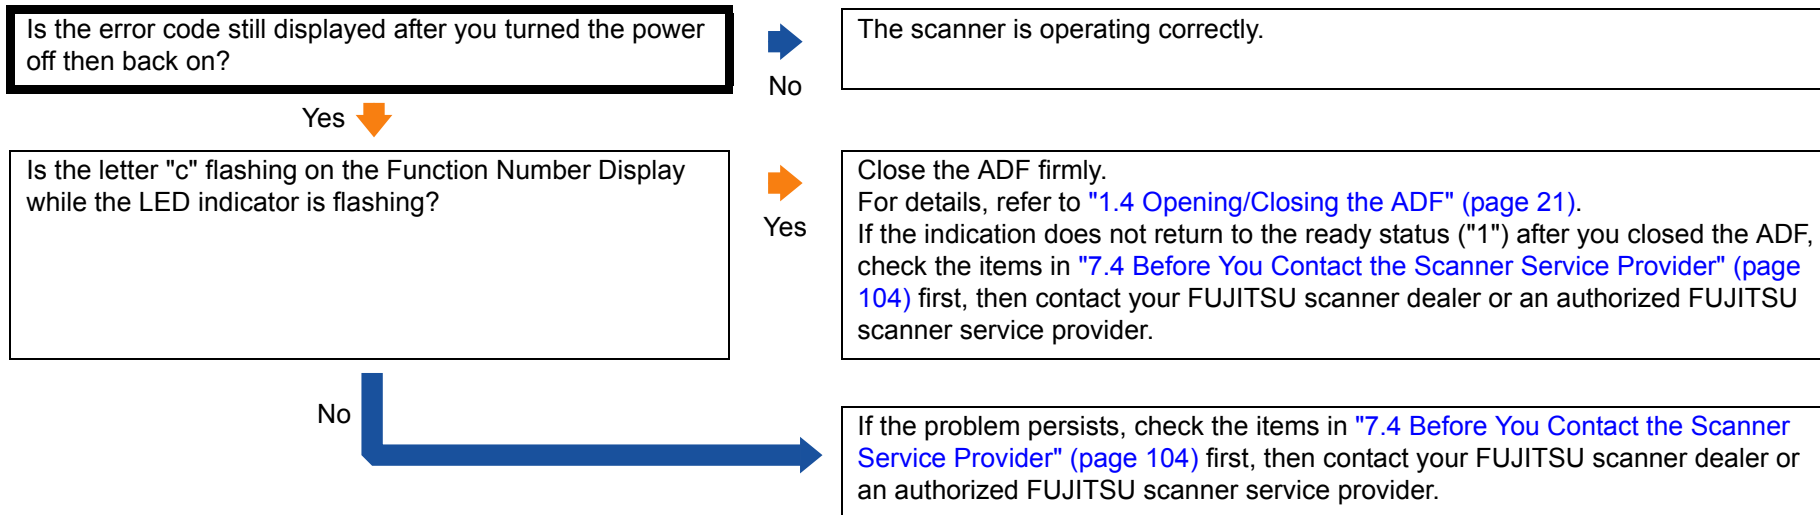 Is the error code still displayed after you turned the power
off then back on?
No
The scanner is operating correctly.
Yes
Is the letter "c" flashing on the Function Number Display
while the LED indicator is flashing?
Yes
Close the ADF firmly.
For details, refer to "1.4 Opening/Closing the ADF" (page 21).
If the indication does not return to the ready status ("1") after you closed the ADF,
check the items in "7.4 Before You Contact the Scanner Service Provider" (page
104) first, then contact your FUJITSU scanner dealer or an authorized FUJITSU
scanner service provider.
No
If the problem persists, check the items in "7.4 Before You Contact the Scanner
Service Provider" (page 104) first, then contact your FUJITSU scanner dealer or
an authorized FUJITSU scanner service provider.